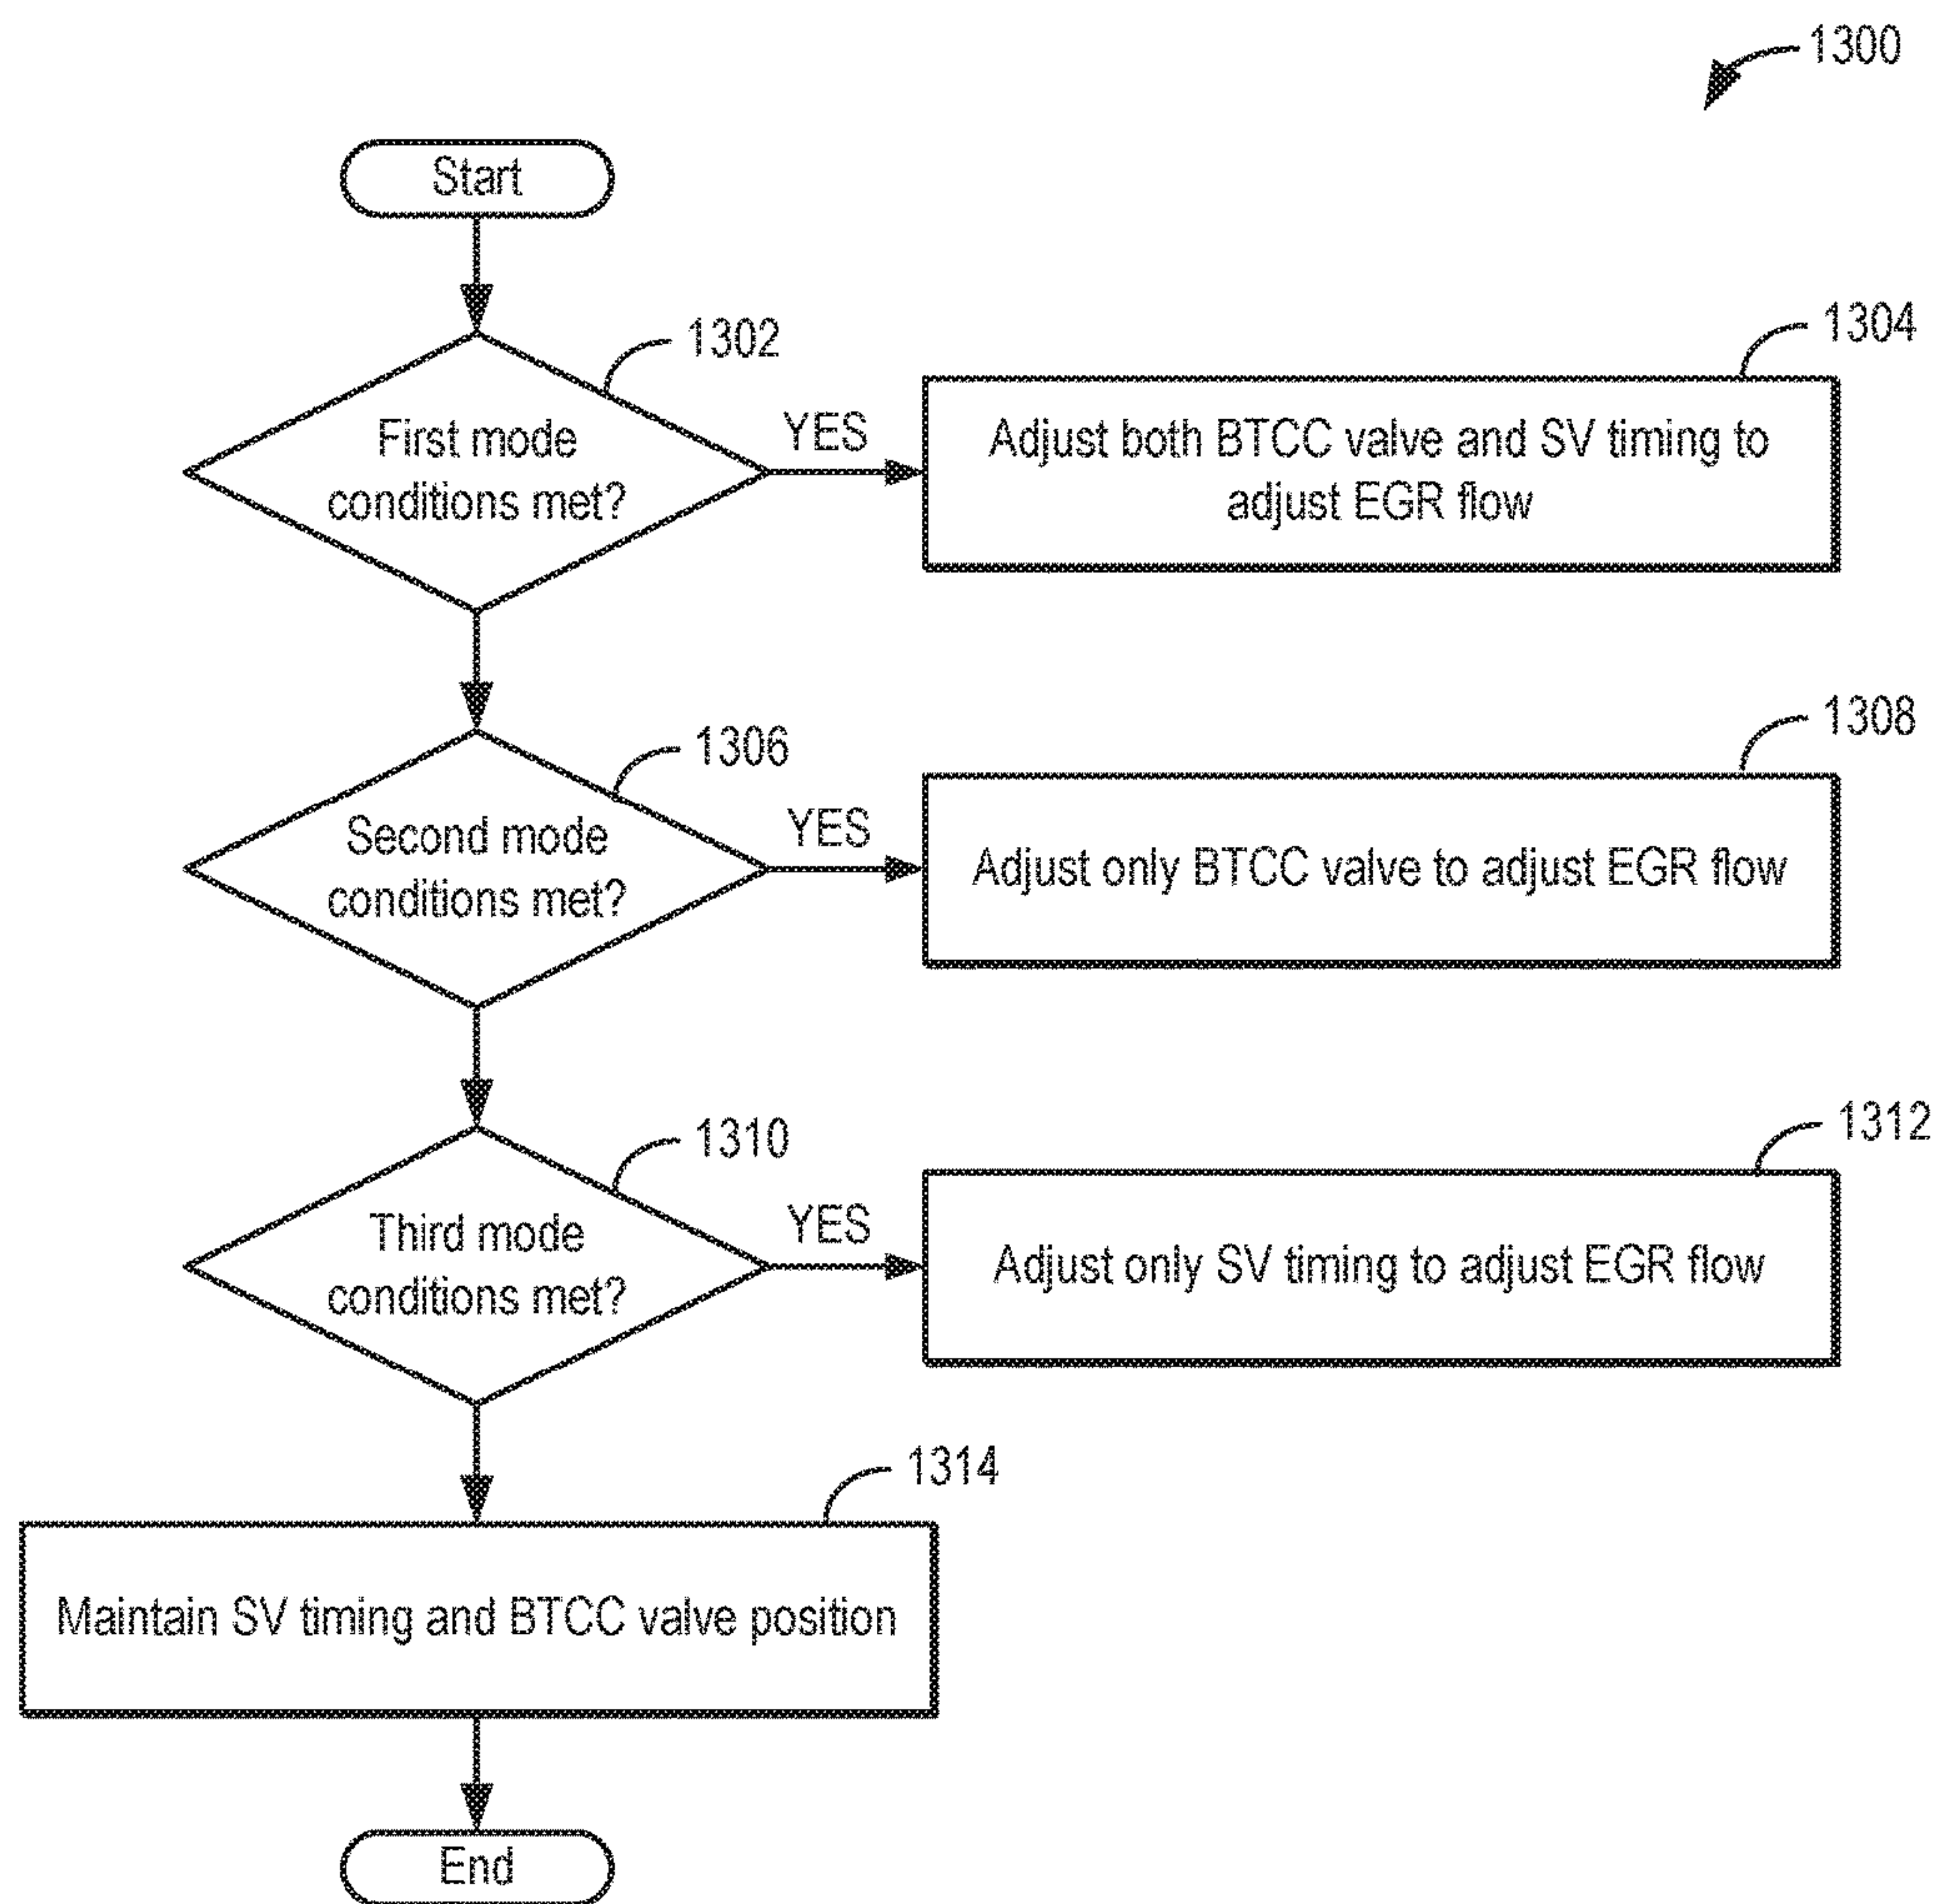 1300
Start
1302
First mode
conditions met?
YES
1304
Adjust both BTCC valve and SV timing to
adjust EGR flow
1306
Second mode
conditions met?
YES
1308
Adjust only BTCC valve to adjust EGR flow
1310
Third mode
conditions met?
YES
1312
Adjust only SV timing to adjust EGR flow
1314
Maintain SV timing and BTCC valve position
End